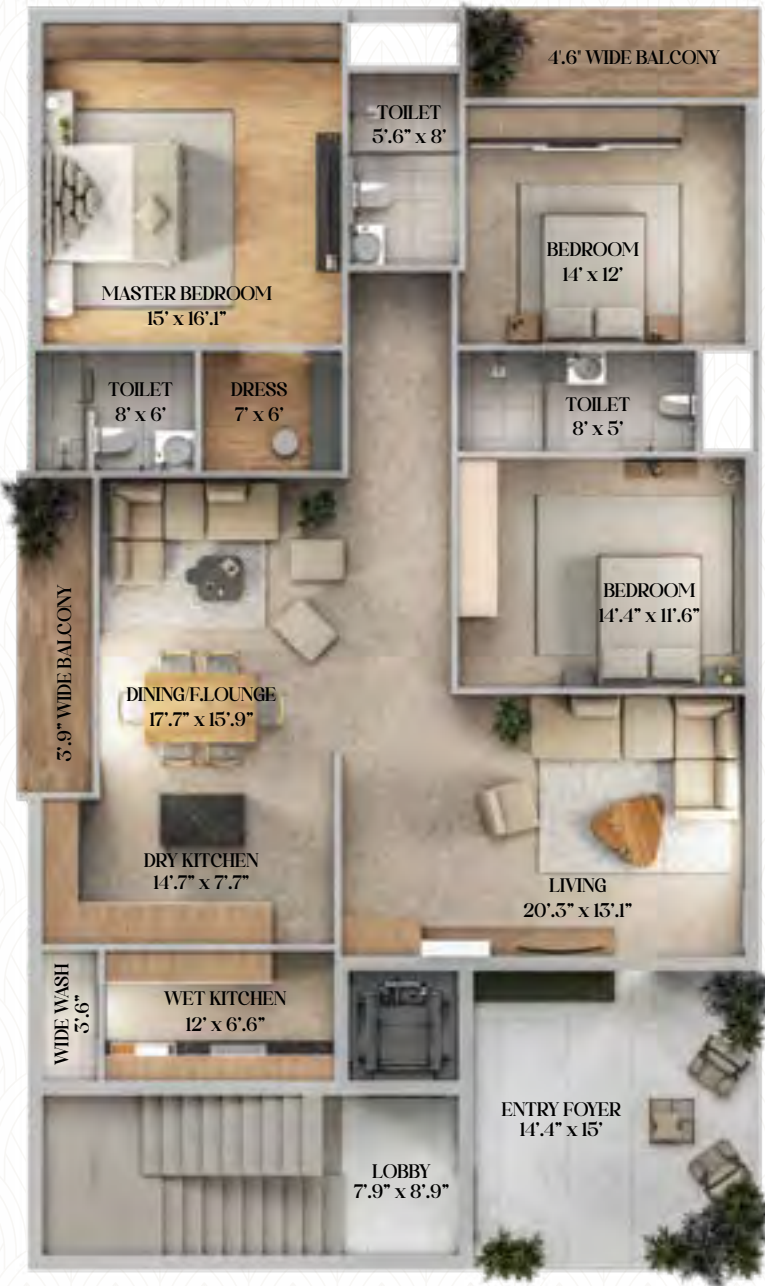 4'.6" WIDE BALCONY
TOILET
5'.6" x 8'
BEDROOM
14' x 12'
MASTER BEDROOM
15' x 16'.1"
TOILET
8' x 6'
DRESS
7' x 6'
TOILET
8' x 5'
BEDROOM
14'.4" x 11'.6"
3'.9" WIDE BALCONY
DINING/F.LOUNGE
17'.7" x 15'.9"
DRY KITCHEN
14'.7" x 7'.7"
LIVING
20'.3" x 13'.1"
WIDE WASH
3'.6"
WET KITCHEN
12' x 6'.6"
ENTRY FOYER
14'.4" x 15'
LOBBY
7'.9" x 8'.9"